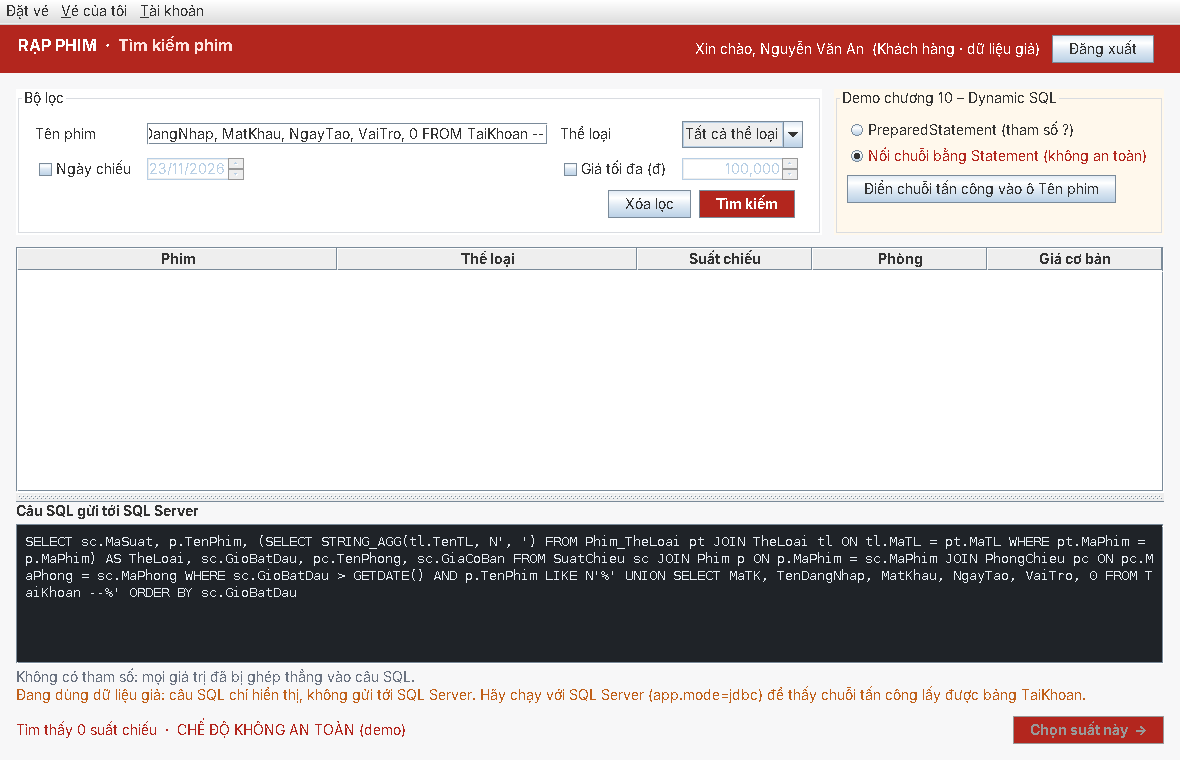 Đặt vé Vé của tôi Tài khoản
RẠP PHIM · Tìm kiếm phim
Xin chào, Nguyễn Văn An (Khách hàng · dữ liệu giả) Đăng xuất
Bộ lọc
Tên phim DangNhap, MatKhau, NgayTao, VaiTro, 0 FROM TaiKhoan -- Thể loại Tất cả thể loại
Ngày chiếu 23/11/2026 Giá tối đa (đ) 100,000
Xóa lọc Tìm kiếm
Demo chương 10 – Dynamic SQL
PreparedStatement (tham số ?)
Nối chuỗi bằng Statement (không an toàn)
Điền chuỗi tấn công vào ô Tên phim
Phim Thể loại Suất chiếu Phòng Giá cơ bản
Câu SQL gửi tới SQL Server
SELECT sc.MaSuat, p.TenPhim, (SELECT STRING_AGG(tl.TenTL, N', ') FROM Phim_TheLoai pt JOIN TheLoai tl ON tl.MaTL = pt.MaTL WHERE pt.MaPhim =
p.MaPhim) AS TheLoai, sc.GioBatDau, pc.TenPhong, sc.GiaCoBan FROM SuatChieu sc JOIN Phim p ON p.MaPhim = sc.MaPhim JOIN PhongChieu pc ON pc.M
aPhong = sc.MaPhong WHERE sc.GioBatDau > GETDATE() AND p.TenPhim LIKE N'%' UNION SELECT MaTK, TenDangNhap, MatKhau, NgayTao, VaiTro, 0 FROM T
aiKhoan --%' ORDER BY sc.GioBatDau
Không có tham số: mọi giá trị đã bị ghép thẳng vào câu SQL.
Đang dùng dữ liệu giả: câu SQL chỉ hiển thị, không gửi tới SQL Server. Hãy chạy với SQL Server (app.mode=jdbc) để thấy chuỗi tấn công lấy được bảng TaiKhoan.
Tìm thấy 0 suất chiếu · CHẾ ĐỘ KHÔNG AN TOÀN (demo)
Chọn suất này →